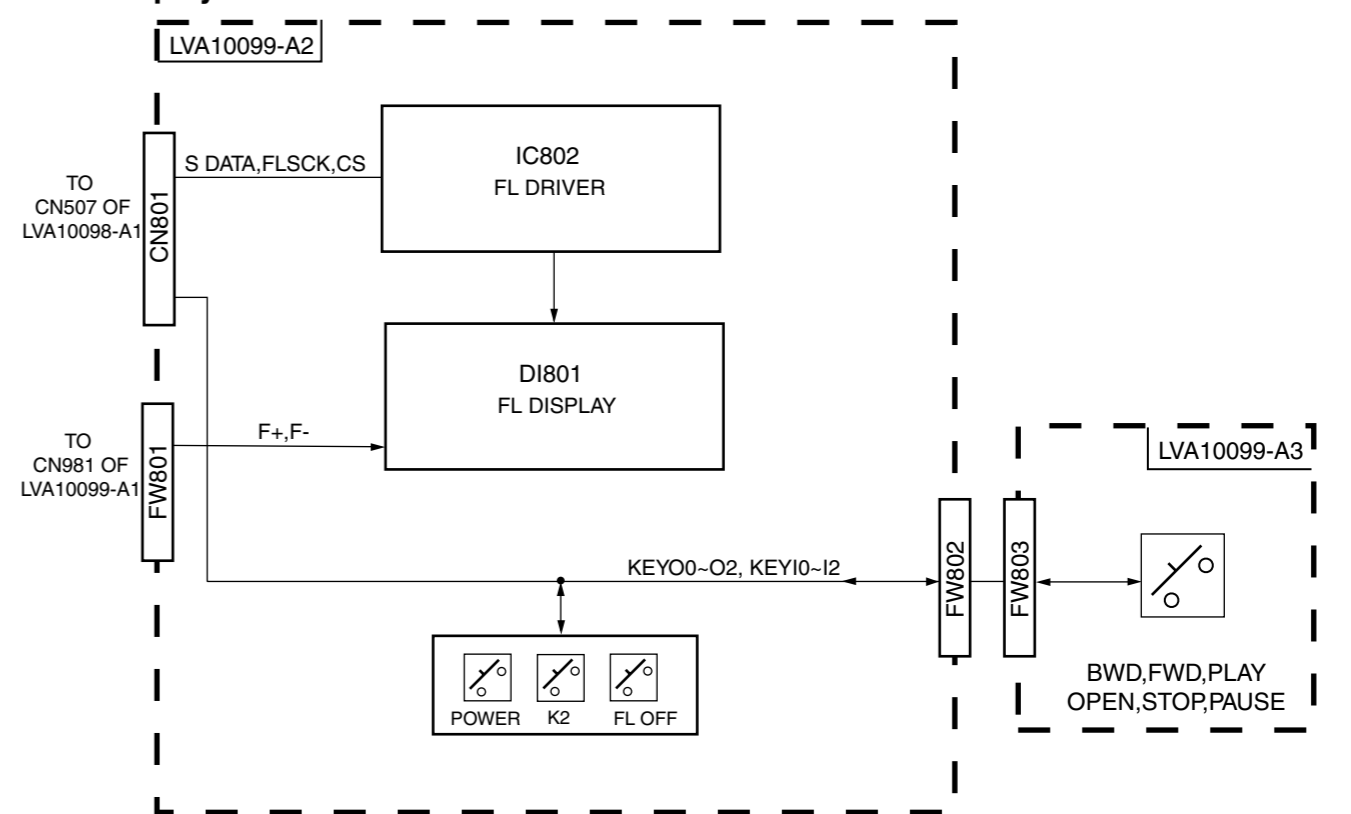 LVA10099-A2
IC802
FL DRIVER
S DATA,FLSCK,CS
TO
CN507 OF
LVA10098-A1
CN801
DI801
FL DISPLAY
F+,F-
TO
CN981 OF
LVA10099-A1
FW801
LVA10099-A3
KEYO0~O2, KEYI0~I2
FW802
FW803
POWER
K2
FL OFF
BWD,FWD,PLAY
OPEN,STOP,PAUSE